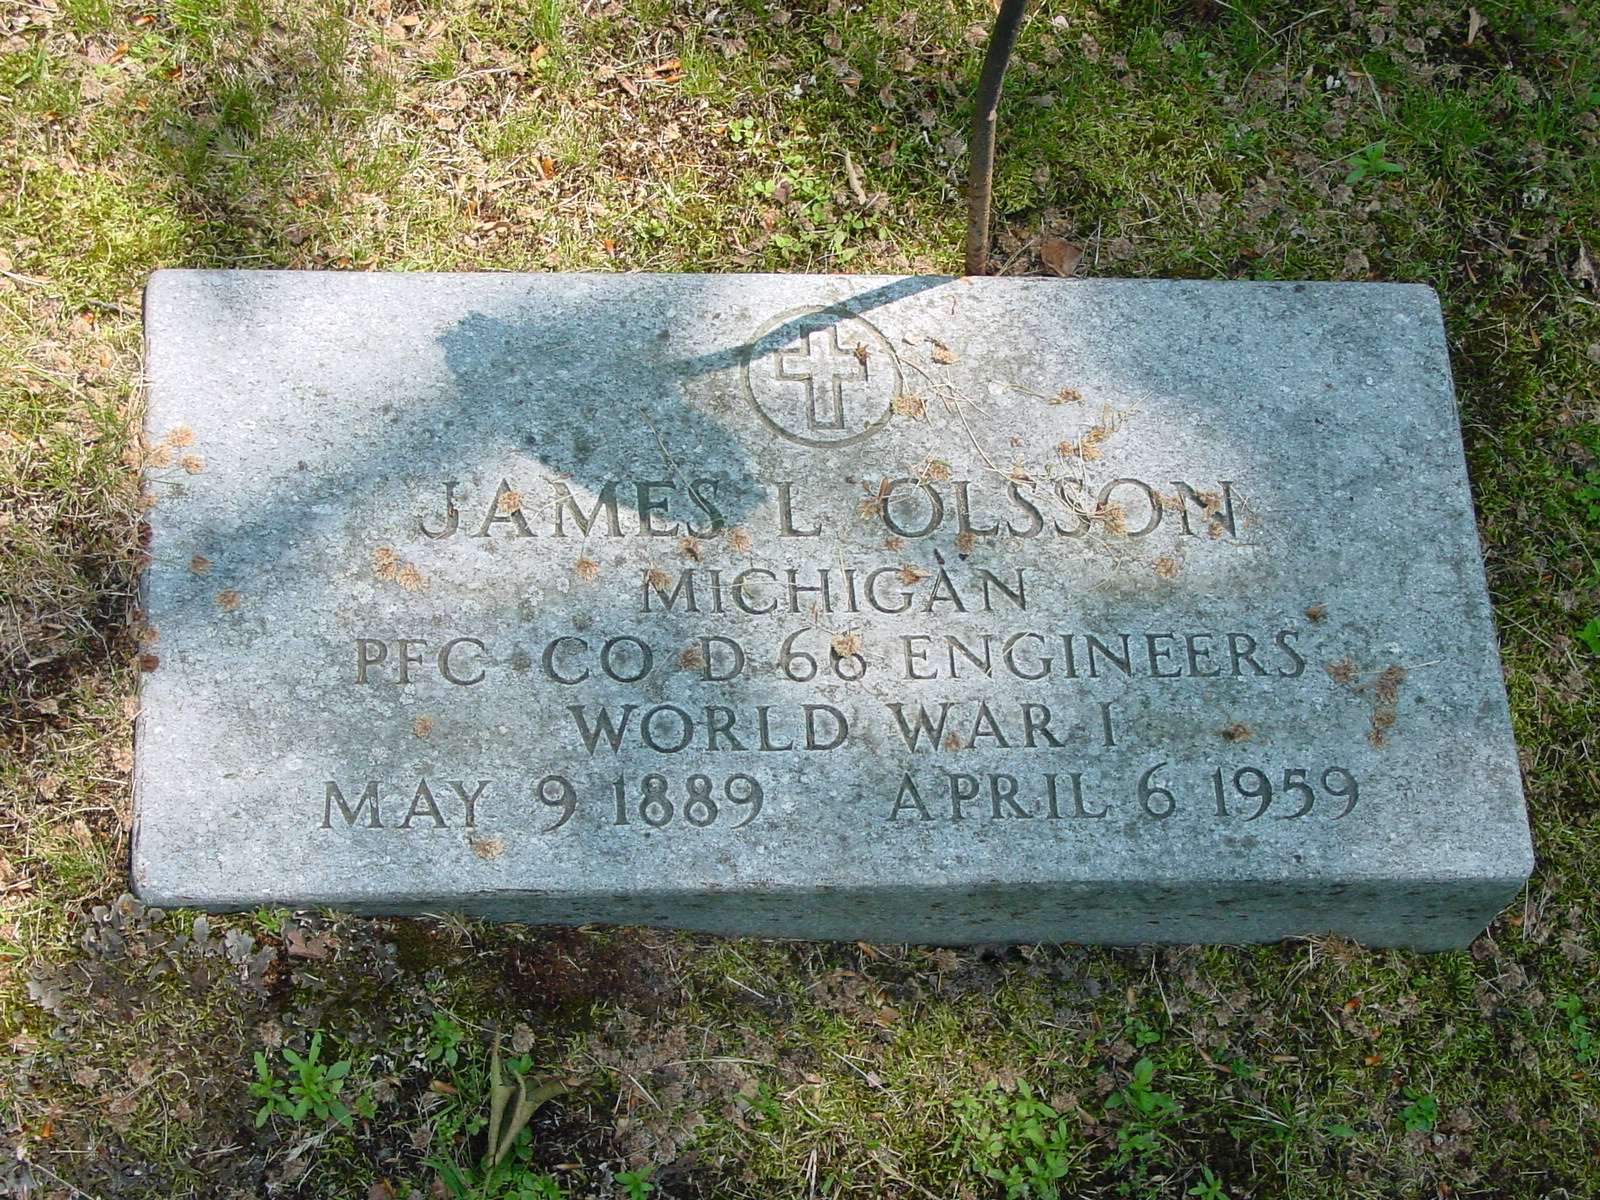 JAMES L OLSSON
MICHIGAN
PFC CO D 66 ENGINEERS
WORLD WAR I
MAY 9 1889 APRIL 6 1959